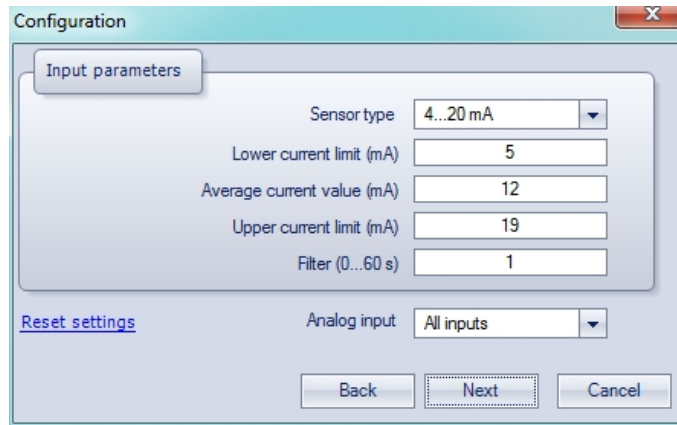 Configuration
Input parameters
Sensor type 4...20 mA
Lower current limit (mA) 5
Average current value (mA) 12
Upper current limit (mA) 19
Filter (0...60 s) 1
Reset settings Analog input All inputs
Back Next Cancel